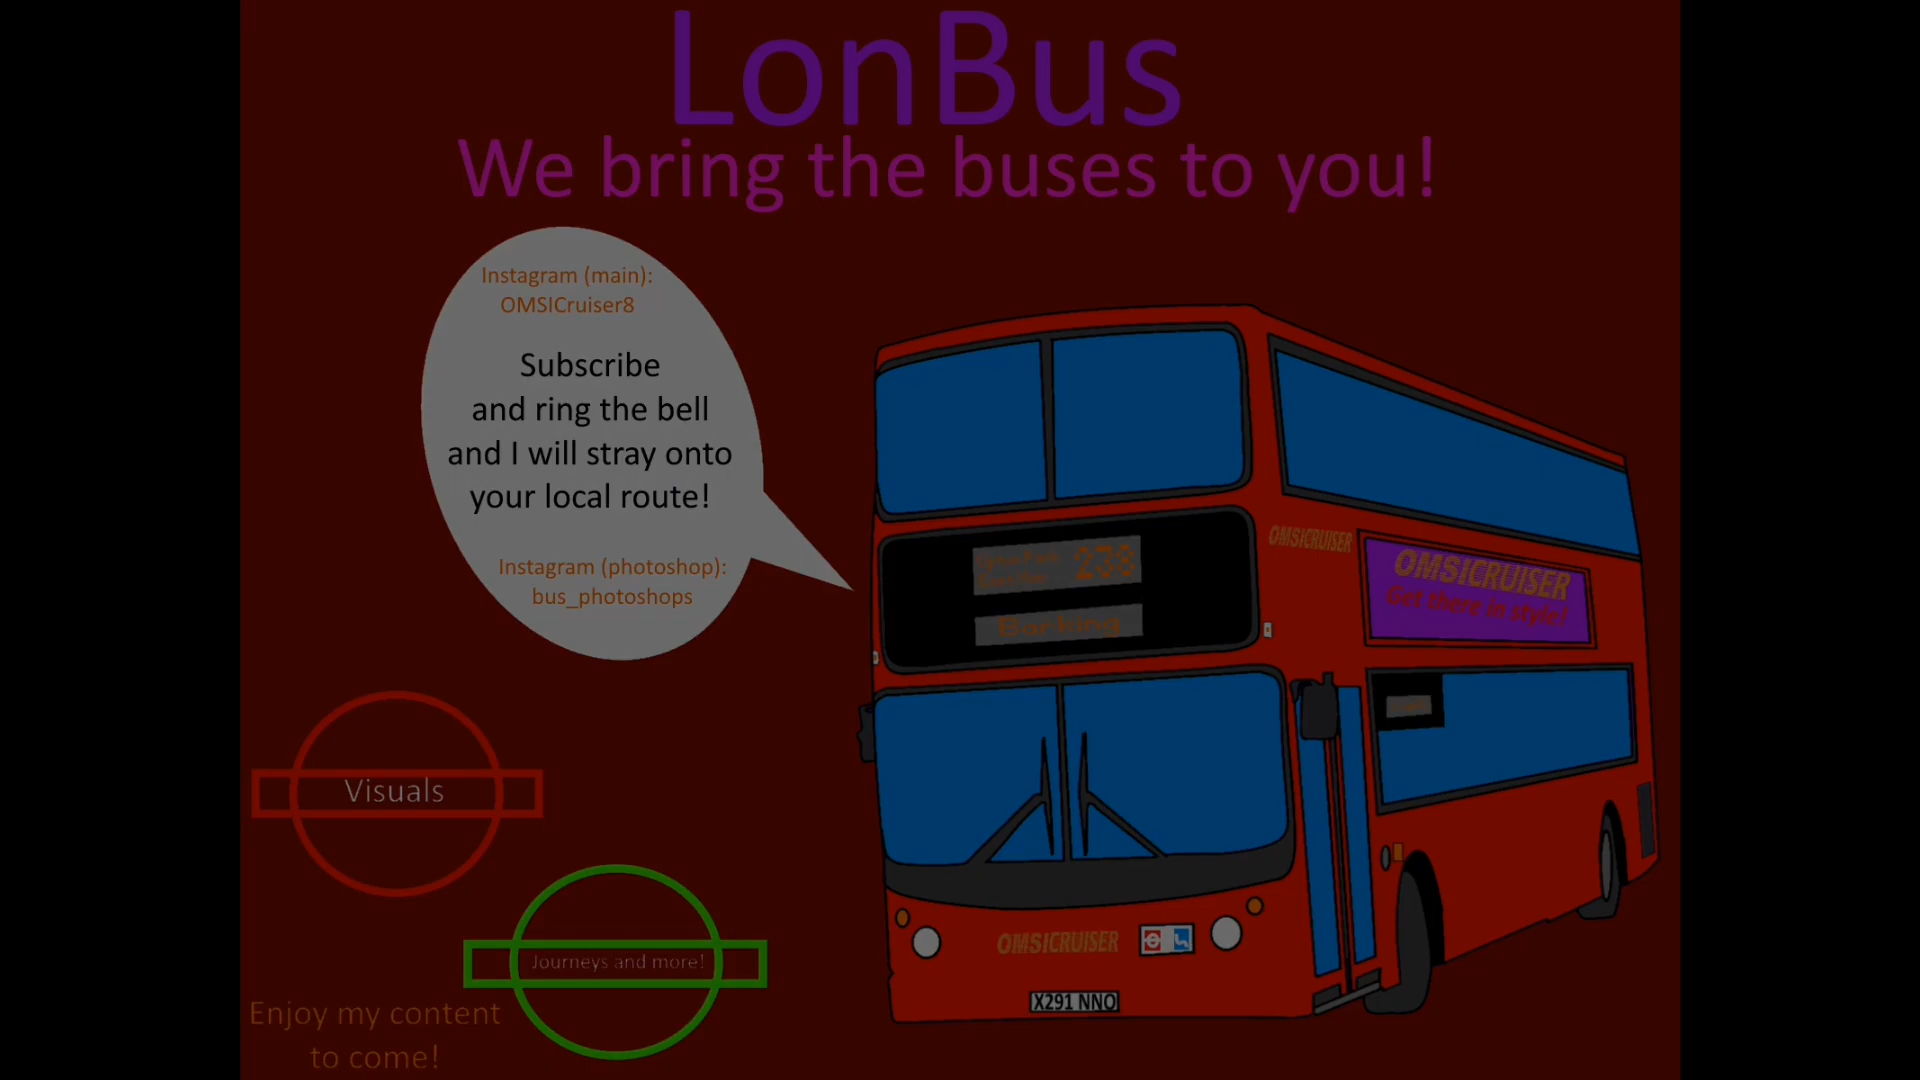 LonBus
We bring the buses to you!
Instagram (main):
OMSICruiser8
Subscribe
and ring the bell
and I will stray onto
your local route!
Instagram (photoshop):
bus_photoshops
238
Barking
OMSICRUISER
OMSICRUISER
Get there in style!
Visuals
Journeys and more!
OMSICRUISER
X291 NNO
Enjoy my content
to come!